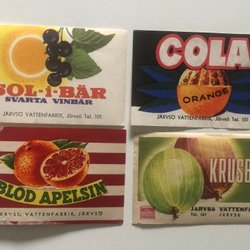 SOL-i-BÄR
SVARTA VINBÄR
JÄRVSÖ VATTENFABRIK, Järvsö Tel. 101
COLA
ORANGE
JÄRVSÖ VATTENFABRIK, Järvsö Tel. 101
BLOD APELSIN
JÄRVSÖ VATTENFABRIK, JÄRVSÖ
KRUSB
JÄRVSÖ VATTENFABRIK
Tel. 101 JÄRVSÖ